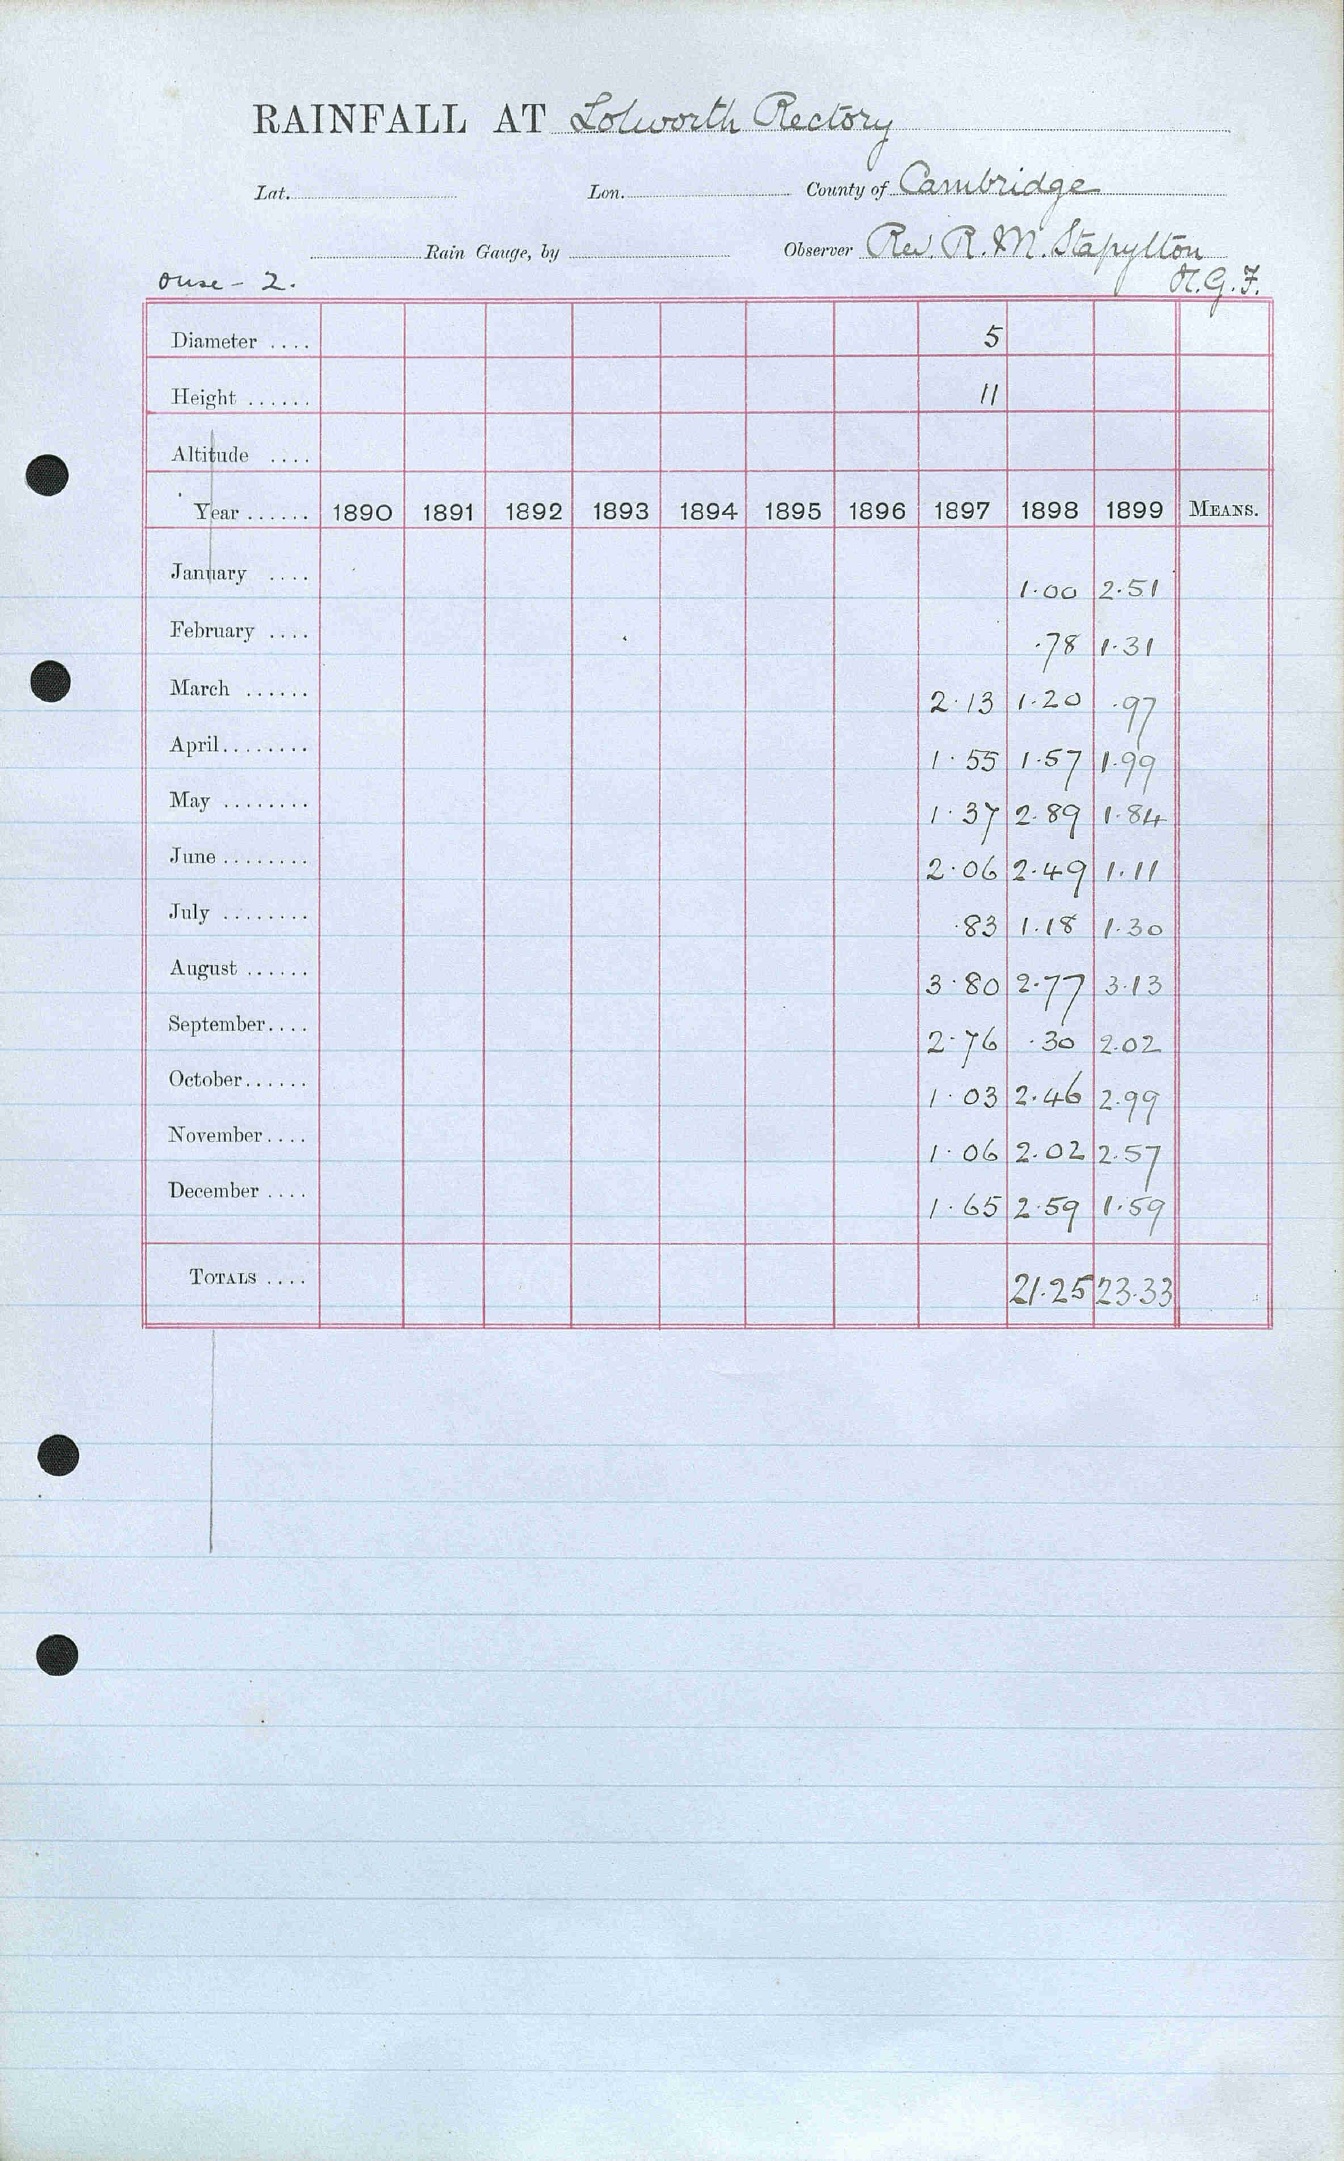 RAINFALL AT Lolworth Rectory
Lat. Lon. County of Cambridge
Rain Gauge, by Observer Rev. R. M. Stapylton
Ouse - 2. H.G.F.
Diameter .... 5
Height ...... 11
Altitude ....
Year ...... 1890 1891 1892 1893 1894 1895 1896 1897 1898 1899 MEANS.
January .... 1.00 2.51
February .... .78 1.31
March ...... 2.13 1.20 .97
April........ 1.55 1.57 1.99
May ........ 1.37 2.89 1.84
June ........ 2.06 2.49 1.11
July ........ .83 1.18 1.30
August ...... 3.80 2.77 3.13
September.... 2.76 .30 2.02
October...... 1.03 2.46 2.99
November.... 1.06 2.02 2.57
December .... 1.65 2.59 1.59
TOTALS .... 21.25 23.33